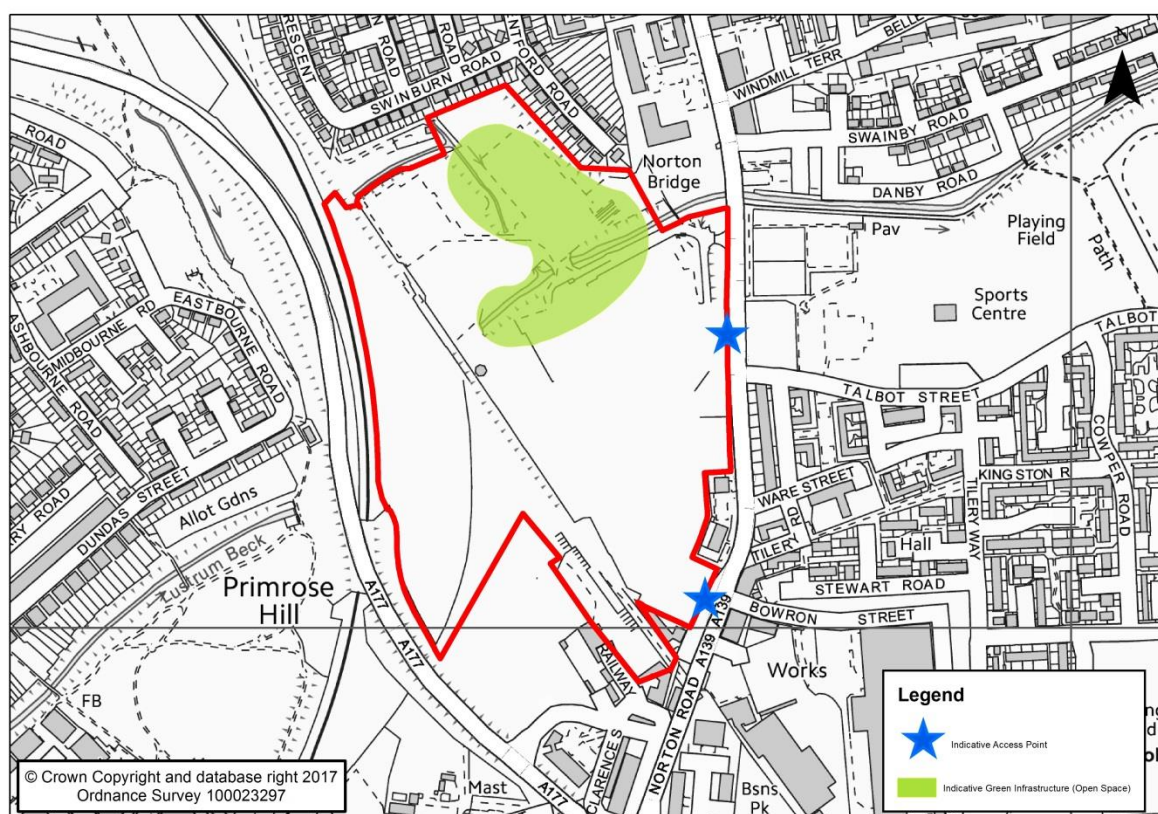 CRESCENT
ROAD
ROAD
SWINBURN ROAD
ROAD
WINDMILL TERR
SWAINBY ROAD
DANBY ROAD
Norton
Bridge
Pav
Playing
Field
Path
Sports
Centre
ROAD
MIDBOURNE RD
EASTBOURNE ROAD
ASHBOURNE ROAD
DUNDAS STREET
Allot Gdns
Lustrum Beck
Primrose
Hill
FB
A177
A177
A177
TALBOT
TALBOT STREET
COWPER ROAD
KINGSTON R
TILERY WAY
WARE STREET
TILERY RD
Hall
STEWART ROAD
BOWRON STREET
A139
NORTON ROAD A139
RAILWAY
CLARENCE S
Works
Mast
Bsns
Pk
Legend
Indicative Access Point
Indicative Green Infrastructure (Open Space)
© Crown Copyright and database right 2017
Ordnance Survey 100023297